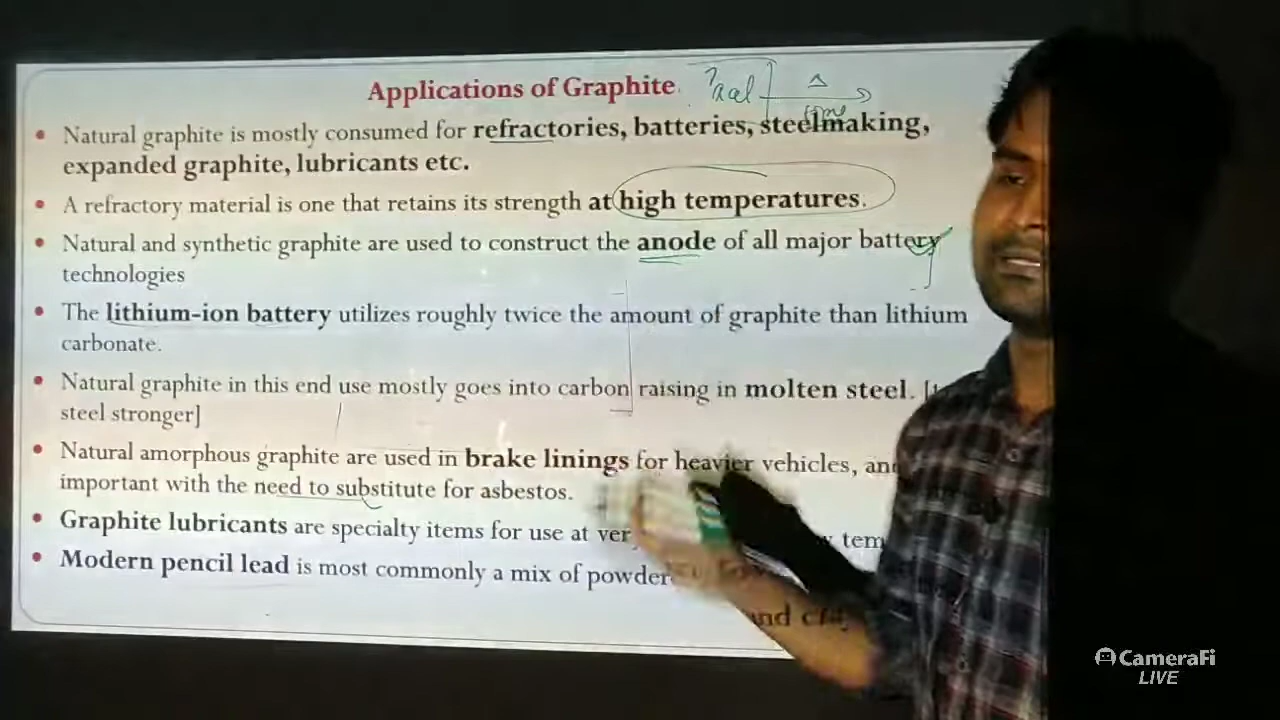 Applications of Graphite
Natural graphite is mostly consumed for refractories, batteries, steelmaking,
expanded graphite, lubricants etc.
A refractory material is one that retains its strength at high temperatures.
Natural and synthetic graphite are used to construct the anode of all major battery
technologies
The lithium-ion battery utilizes roughly twice the amount of graphite than lithium
carbonate.
Natural graphite in this end use mostly goes into carbon raising in molten steel.
steel stronger]
Natural amorphous graphite are used in brake linings for heavier vehicles,
important with the need to substitute for asbestos.
Graphite lubricants are specialty items for use at
Modern pencil lead is most commonly a mix of
CameraFi
LIVE